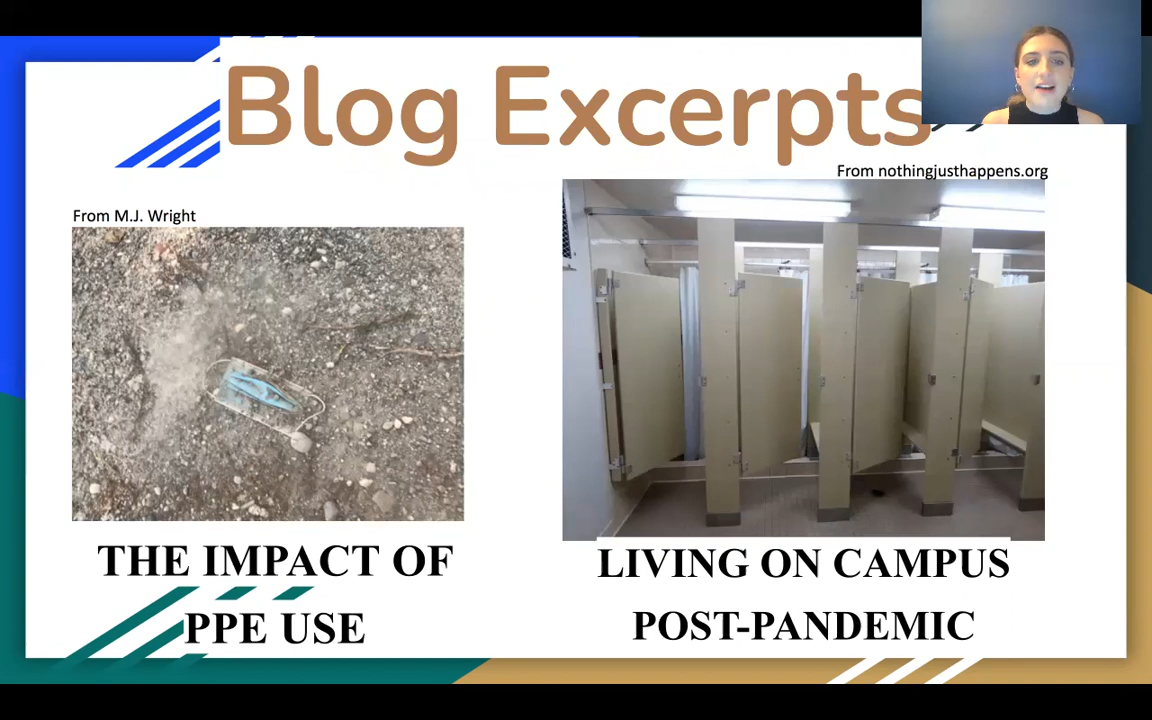 Blog Excerpts
From nothingjusthappens.org
From M.J. Wright
THE IMPACT OF
PPE USE
LIVING ON CAMPUS
POST-PANDEMIC